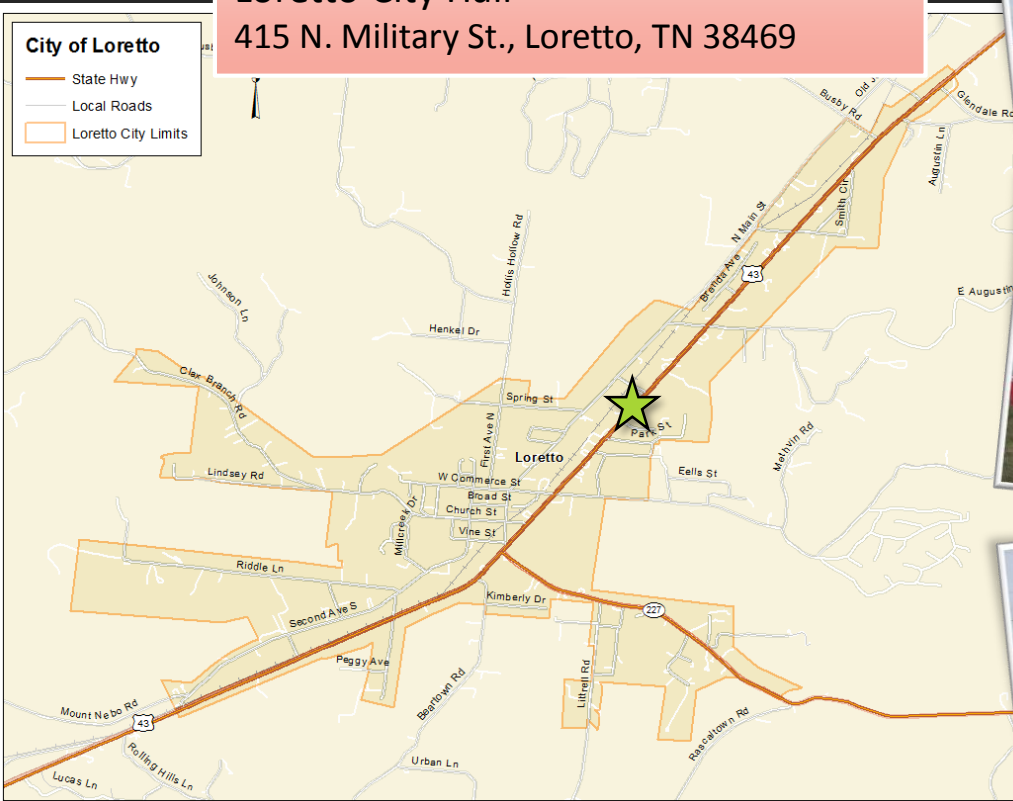 Loretto City Hall
415 N. Military St., Loretto, TN 38469
City of Loretto
State Hwy
Local Roads
Loretto City Limits
Busby Rd
Glendale Rd
Augustin Ln
Smith Cir
N Main St
Brenda Ave
43
E Augustin
Hollis Hollow Rd
Johnson Ln
Henkel Dr
Clax Branch Rd
Spring St
First Ave N
Park St
Loretto
Methvin Rd
Eells St
Lindsey Rd
W Commerce St
Broad St
Church St
Millcreek Dr
Vine St
Riddle Ln
Kimberly Dr
227
Second Ave S
Peggy Ave
Littrell Rd
Beartown Rd
Mount Nebo Rd
43
Rascaltown Rd
Rolling Hills Ln
Urban Ln
Lucas Ln